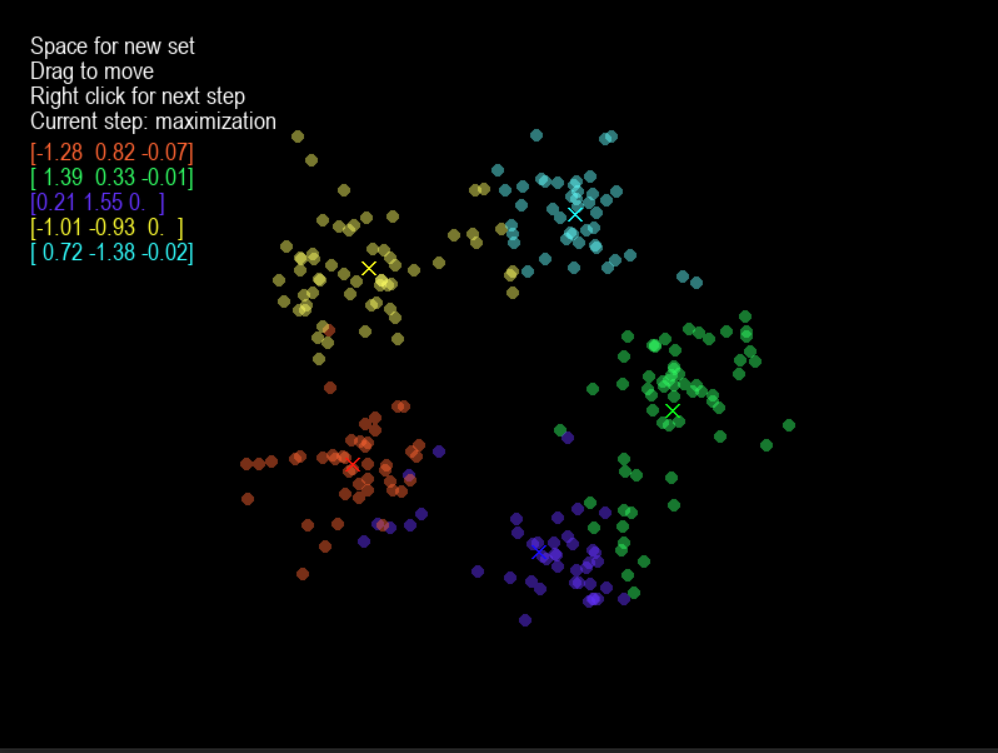 Space for new set
Drag to move
Right click for next step
Current step: maximization
[-1.28  0.82 -0.07]
[ 1.39  0.33 -0.01]
[0.21 1.55 0.  ]
[-1.01 -0.93  0.  ]
[ 0.72 -1.38 -0.02]